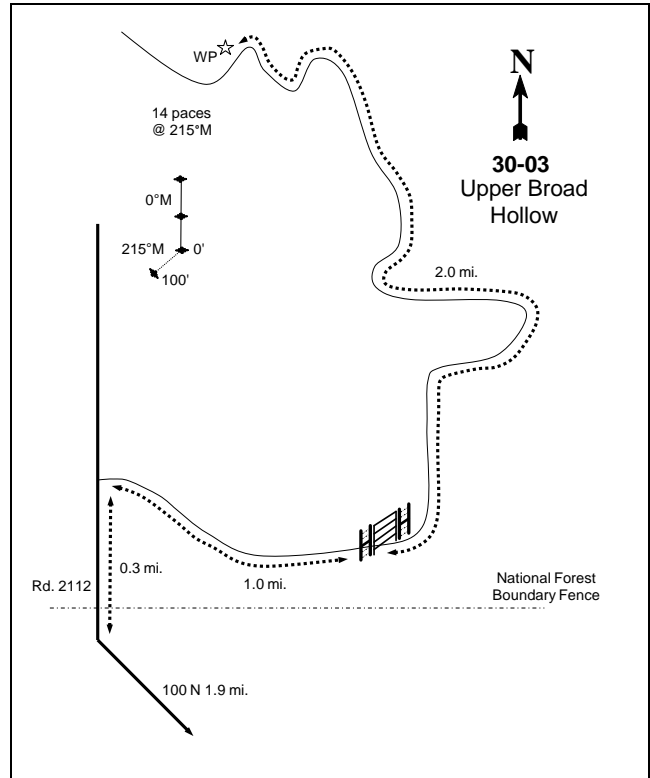 WP
N
14 paces
@ 215°M
30-03
Upper Broad
Hollow
0°M
215°M
0'
100'
2.0 mi.
0.3 mi.
Rd. 2112
1.0 mi.
National Forest
Boundary Fence
100 N 1.9 mi.